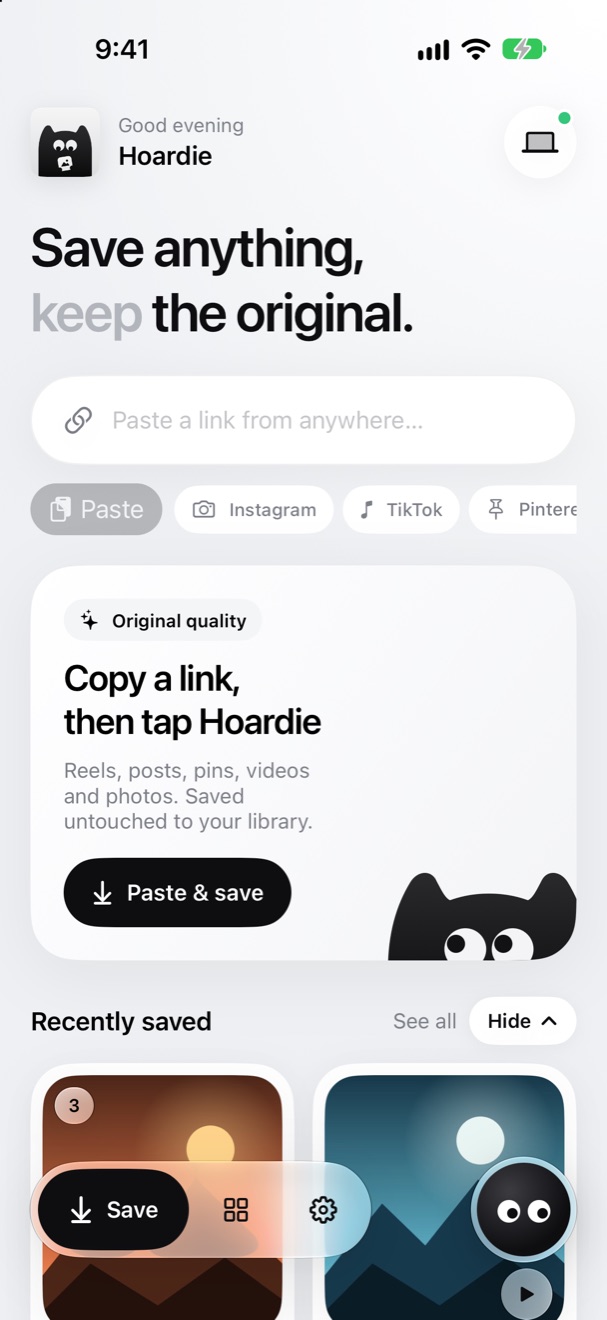 9:41
Good evening
Hoardie
Save anything,
keep the original.
Paste a link from anywhere...
Paste
Instagram
TikTok
Pintere
Original quality
Copy a link,
then tap Hoardie
Reels, posts, pins, videos
and photos. Saved
untouched to your library.
Paste & save
Recently saved
See all
Hide
3
Save